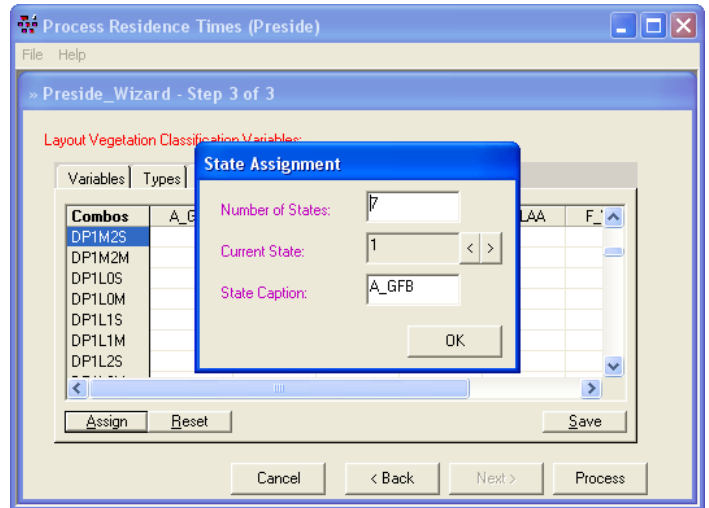 Process Residence Times (Preside)
File Help
» Preside_Wizard - Step 3 of 3
Layout Vegetation Classification Variables:
Variables Types
State Assignment
Number of States: 7
Current State: 1 < >
State Caption: A_GFB
OK
Combos A_G LAA F_
DP1M2S
DP1M2M
DP1L0S
DP1L0M
DP1L1S
DP1L1M
DP1L2S
Assign Reset Save
Cancel < Back Next > Process